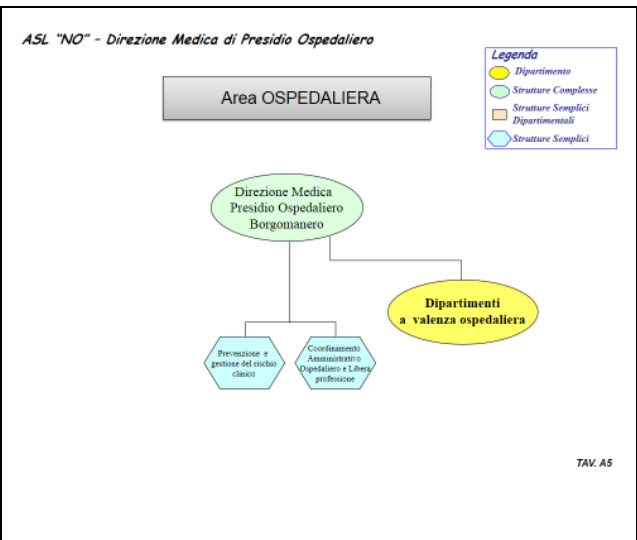 ASL "NO" - Direzione Medica di Presidio Ospedaliero
Legenda
Dipartimento
Strutture Complesse
Strutture Semplici
Dipartimentali
Strutture Semplici
Area OSPEDALIERA
Direzione Medica
Presidio Ospedaliero
Borgomanero
Dipartimenti
a valenza ospedaliera
Prevenzione e
gestione del rischio
clinico
Coordinamento
Amministrativo
Ospedaliero e Libera
professione
TAV. A5